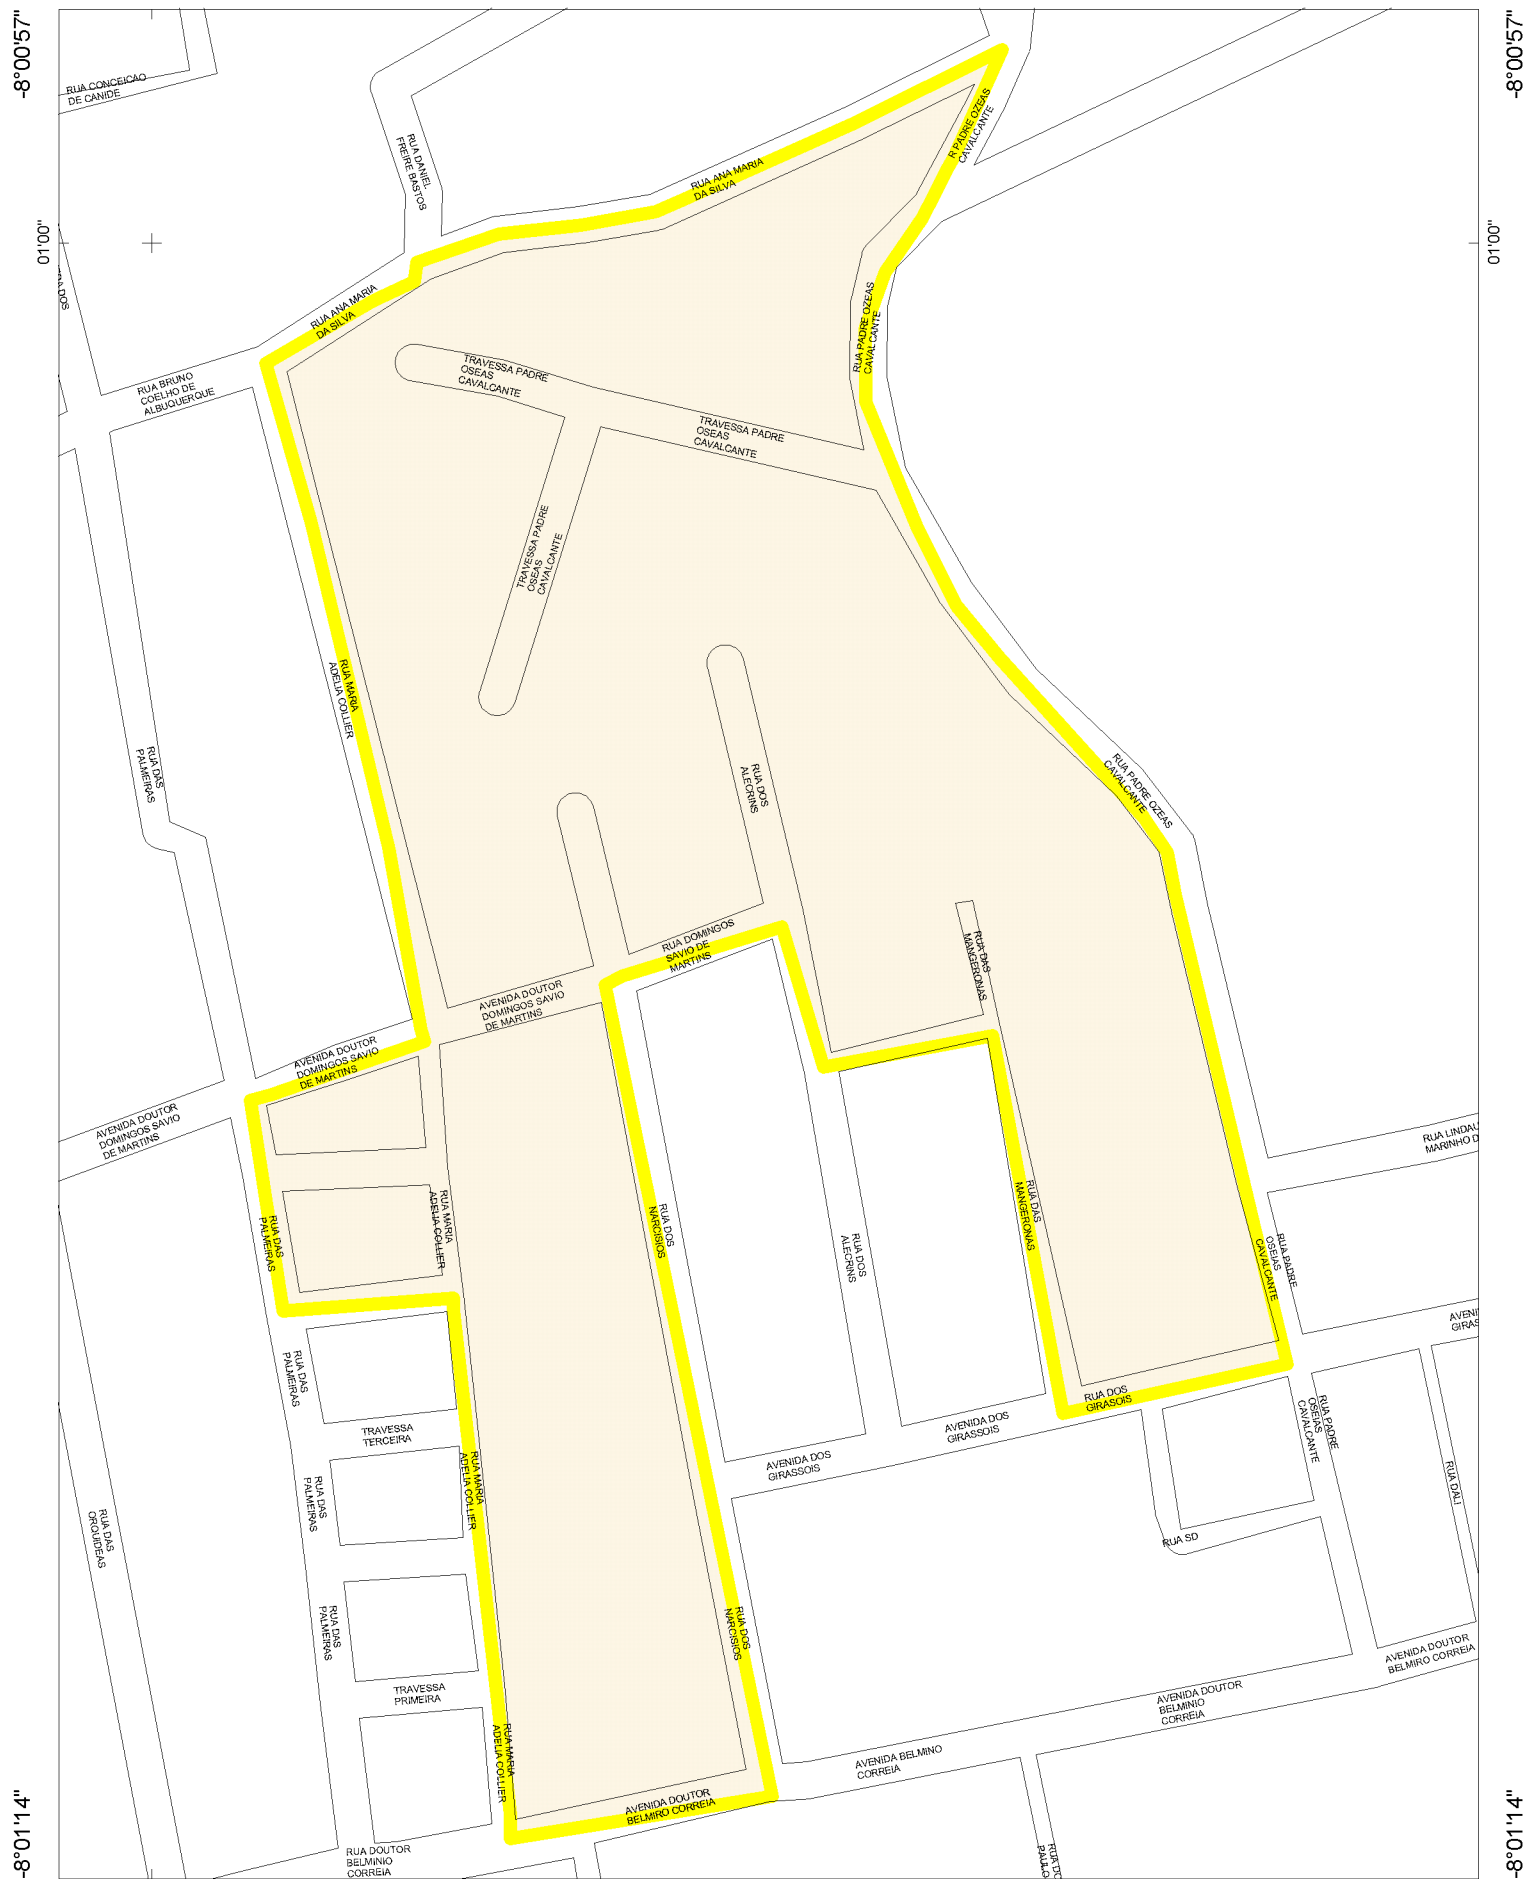 -8°00'57"
-8°00'57"
RUA CONCEICAO
DE CANIDE
RUA DANIEL
FREIRE BASTOS
R PADRE OZEAS
CAVALCANTE
RUA ANA MARIA
DA SILVA
01'00"
01'00"
RUA ANA MARIA
DA SILVA
RUA PADRE OZEAS
CAVALCANTE
RUA BRUNO
COELHO DE
ALBUQUERQUE
TRAVESSA PADRE
OSEAS
CAVALCANTE
TRAVESSA PADRE
OSEAS
CAVALCANTE
TRAVESSA PADRE
OSEAS
CAVALCANTE
RUA MARIA
ADELIA COLLIER
RUA DAS
PALMEIRAS
RUA DOS
ALECRINS
RUA PADRE OZEAS
CAVALCANTE
RUA DOMINGOS
SAVIO DE
MARTINS
RUA DAS
MANGERONAS
AVENIDA DOUTOR
DOMINGOS SAVIO
DE MARTINS
AVENIDA DOUTOR
DOMINGOS SAVIO
DE MARTINS
AVENIDA DOUTOR
DOMINGOS SAVIO
DE MARTINS
RUA LINDAU
MARINHO D
RUA DAS
PALMEIRAS
RUA MARIA
ADELIA COLLIER
RUA DOS
NARCISIOS
RUA DOS
ALECRINS
RUA DAS
MANGERONAS
RUA PADRE
OSEIAS
CAVALCANTE
AVENI
GIRAS
RUA DAS
PALMEIRAS
RUA DOS
GIRASOIS
TRAVESSA
TERCEIRA
AVENIDA DOS
GIRASSOIS
AVENIDA DOS
GIRASSOIS
RUA PADRE
OSEIAS
CAVALCANTE
RUA DALI
RUA MARIA
ADELIA COLLIER
RUA DAS
PALMEIRAS
RUA DAS
ORQUIDEAS
RUA SD
RUA DAS
PALMEIRAS
RUA DOS
NARCISIOS
AVENIDA DOUTOR
BELMIRO CORREIA
TRAVESSA
PRIMEIRA
AVENIDA DOUTOR
BELMINIO
CORREIA
RUA MARIA
ADELIA COLLIER
AVENIDA BELMINO
CORREIA
AVENIDA DOUTOR
BELMIRO CORREIA
RUA DOUTOR
BELMINIO
CORREIA
-8°01'14"
-8°01'14"